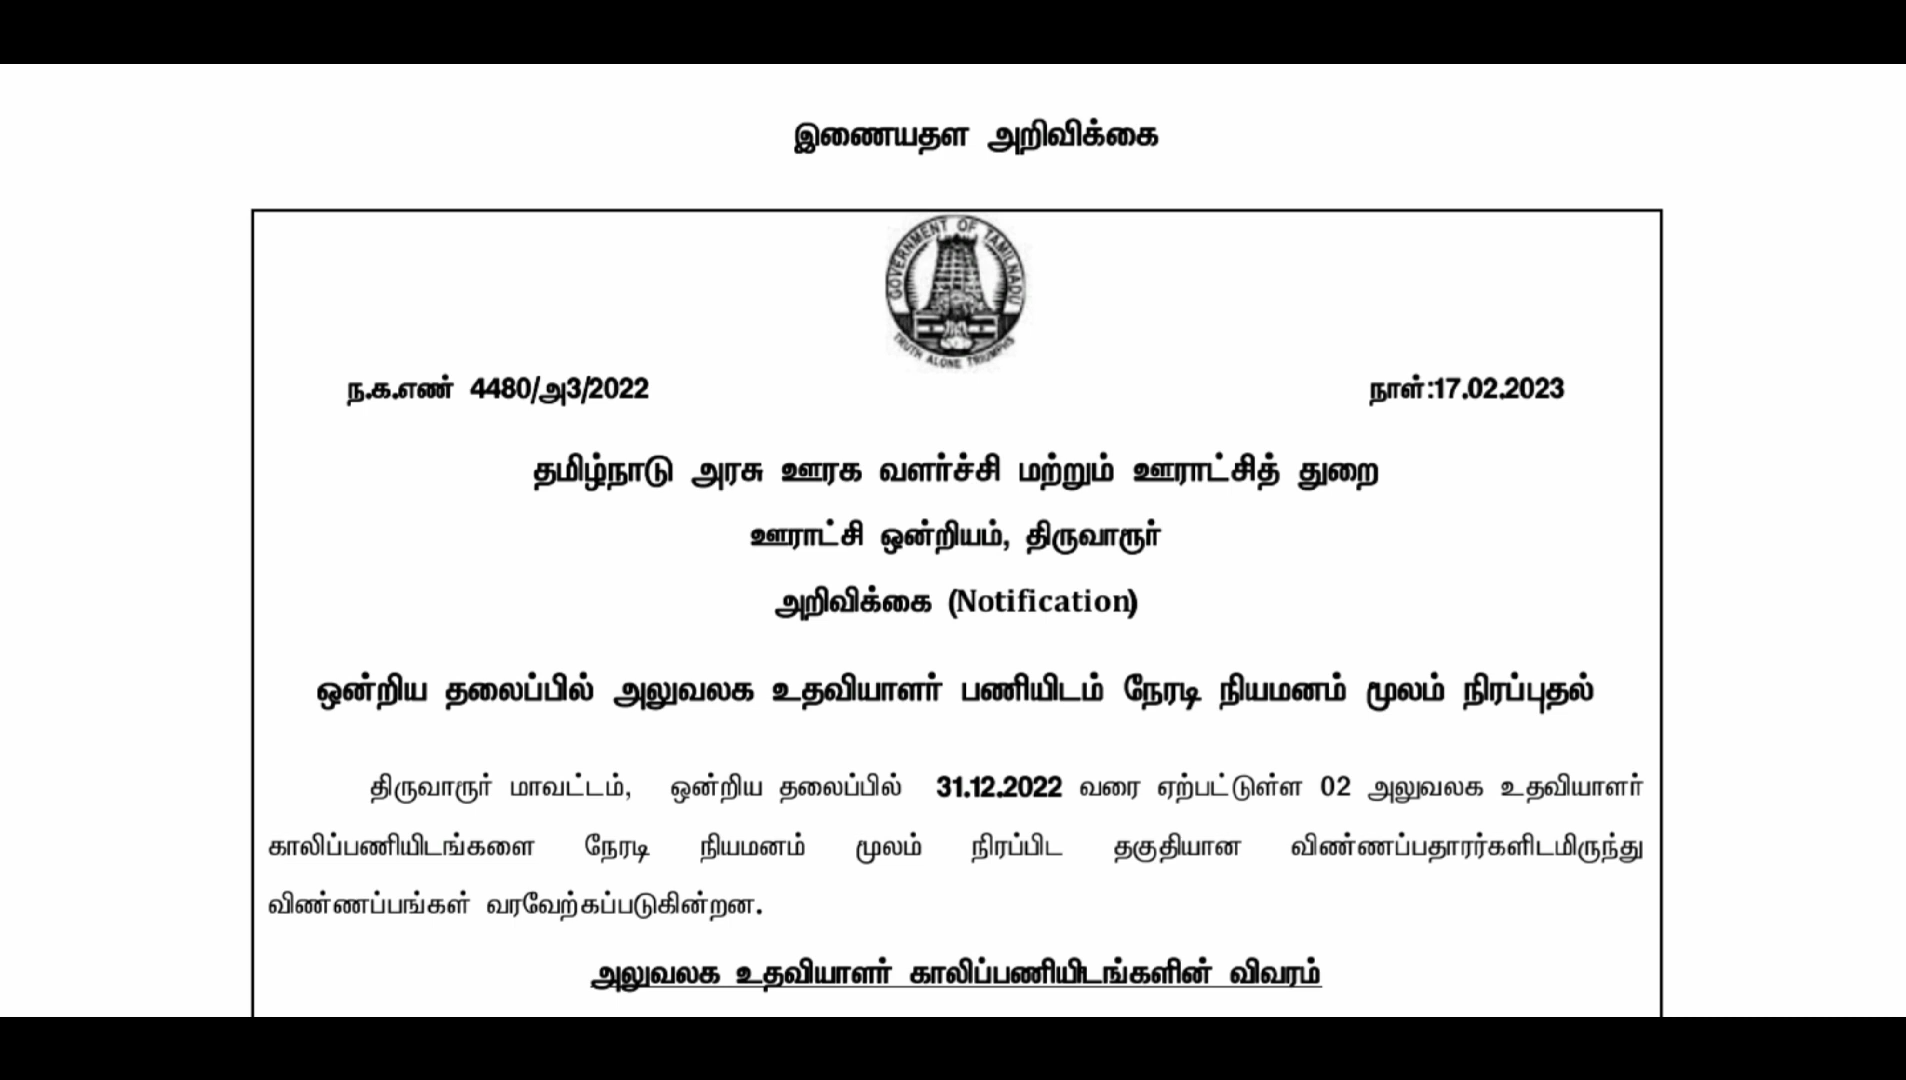 இணையதள அறிவிக்கை
GOVERNMENT OF TAMILNADU
TRUTH ALONE TRIUMPHS
ந.க.எண் 4480/அ3/2022
நாள்:17.02.2023
தமிழ்நாடு அரசு ஊரக வளர்ச்சி மற்றும் ஊராட்சித் துறை
ஊராட்சி ஒன்றியம், திருவாரூர்
அறிவிக்கை (Notification)
ஒன்றிய தலைப்பில் அலுவலக உதவியாளர் பணியிடம் நேரடி நியமனம் மூலம் நிரப்புதல்
திருவாரூர் மாவட்டம், ஒன்றிய தலைப்பில் 31.12.2022 வரை ஏற்பட்டுள்ள 02 அலுவலக உதவியாளர்
காலிப்பணியிடங்களை நேரடி நியமனம் மூலம் நிரப்பிட தகுதியான விண்ணப்பதாரர்களிடமிருந்து
விண்ணப்பங்கள் வரவேற்கப்படுகின்றன.
அலுவலக உதவியாளர் காலிப்பணியிடங்களின் விவரம்